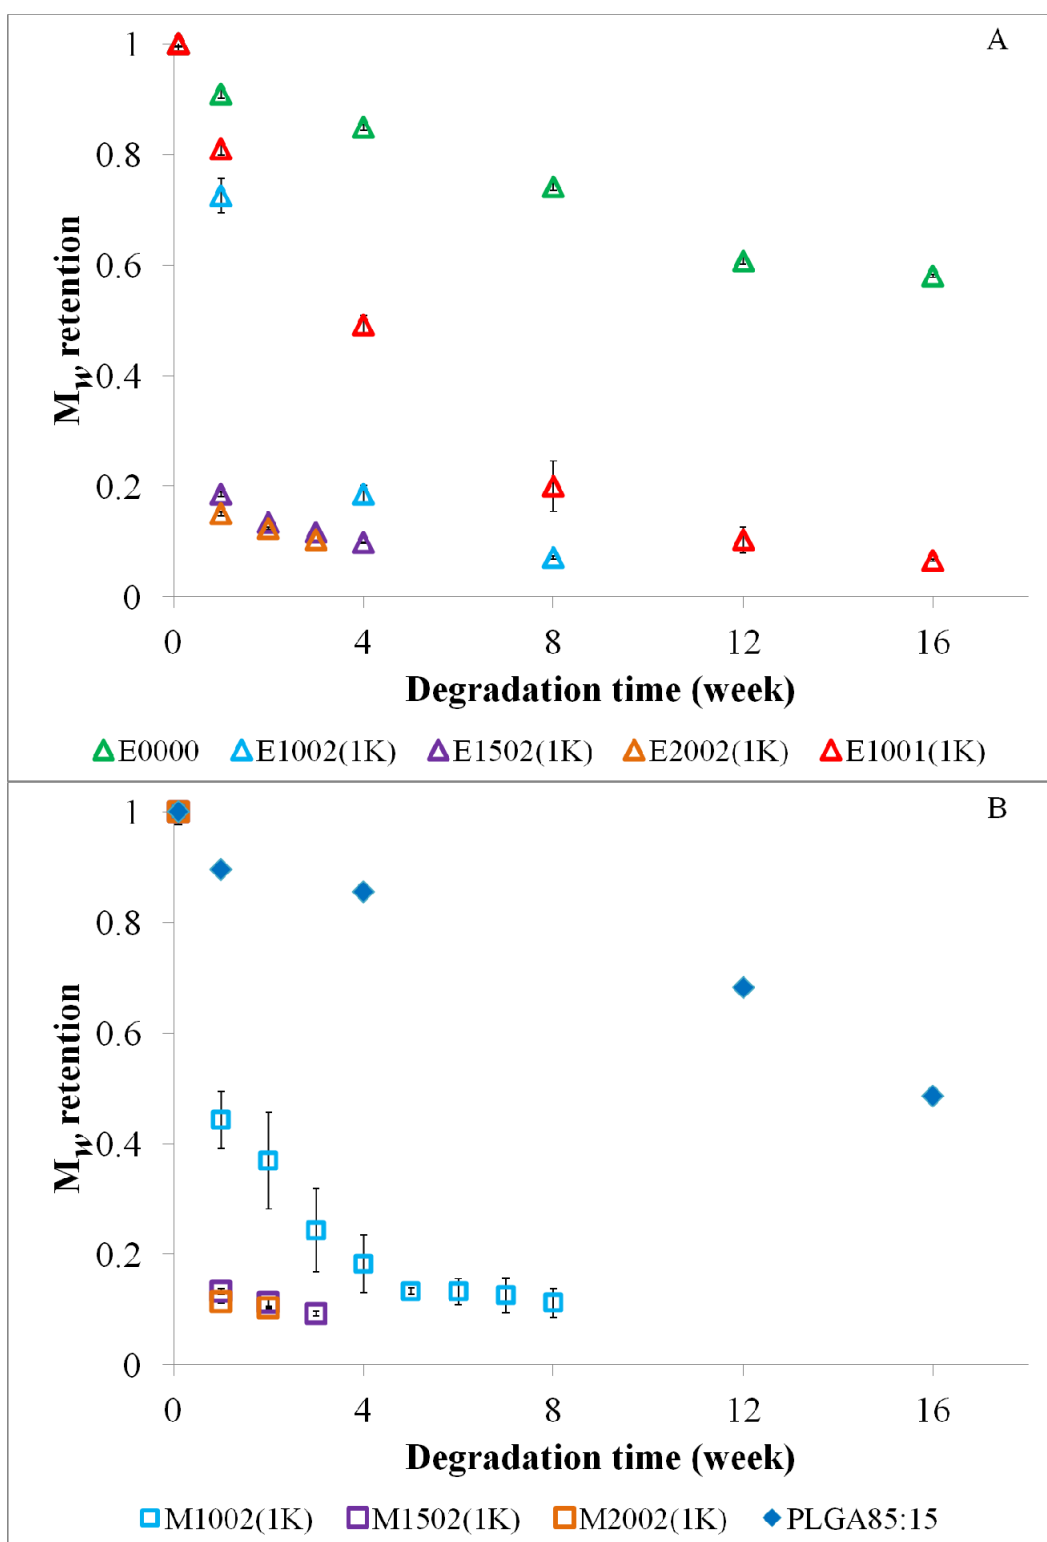 A
1
0.8
0.6
0.4
0.2
0
Mw retention
0 4 8 12 16
Degradation time (week)
E0000 E1002(1K) E1502(1K) E2002(1K) E1001(1K)
B
1
0.8
0.6
0.4
0.2
0
Mw retention
0 4 8 12 16
Degradation time (week)
M1002(1K) M1502(1K) M2002(1K) PLGA85:15